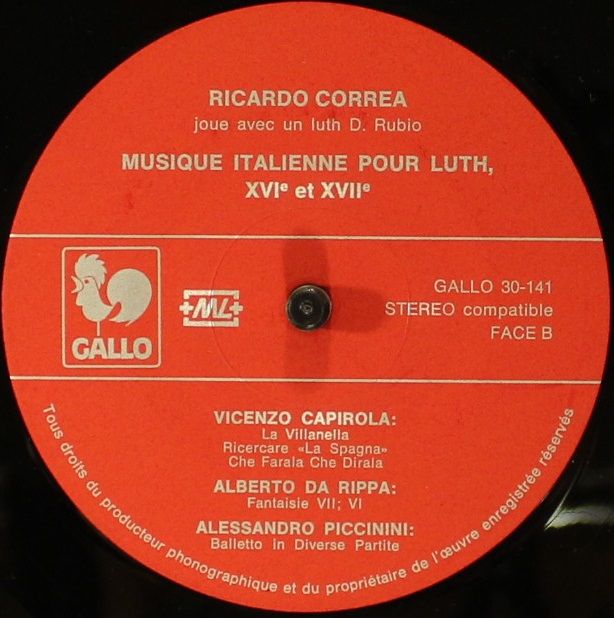 RICARDO CORREA
joue avec un luth D. Rubio
MUSIQUE ITALIENNE POUR LUTH,
XVIe et XVIIe
GALLO
ML
GALLO 30-141
STEREO compatible
FACE B
VICENZO CAPIROLA:
La Villanella
Ricercare «La Spagna»
Che Farala Che Dirala
ALBERTO DA RIPPA:
Fantaisie VII; VI
ALESSANDRO PICCININI:
Balletto in Diverse Partite
Tous droits du producteur phonographique et du propriétaire de l'œuvre enregistrée réservés